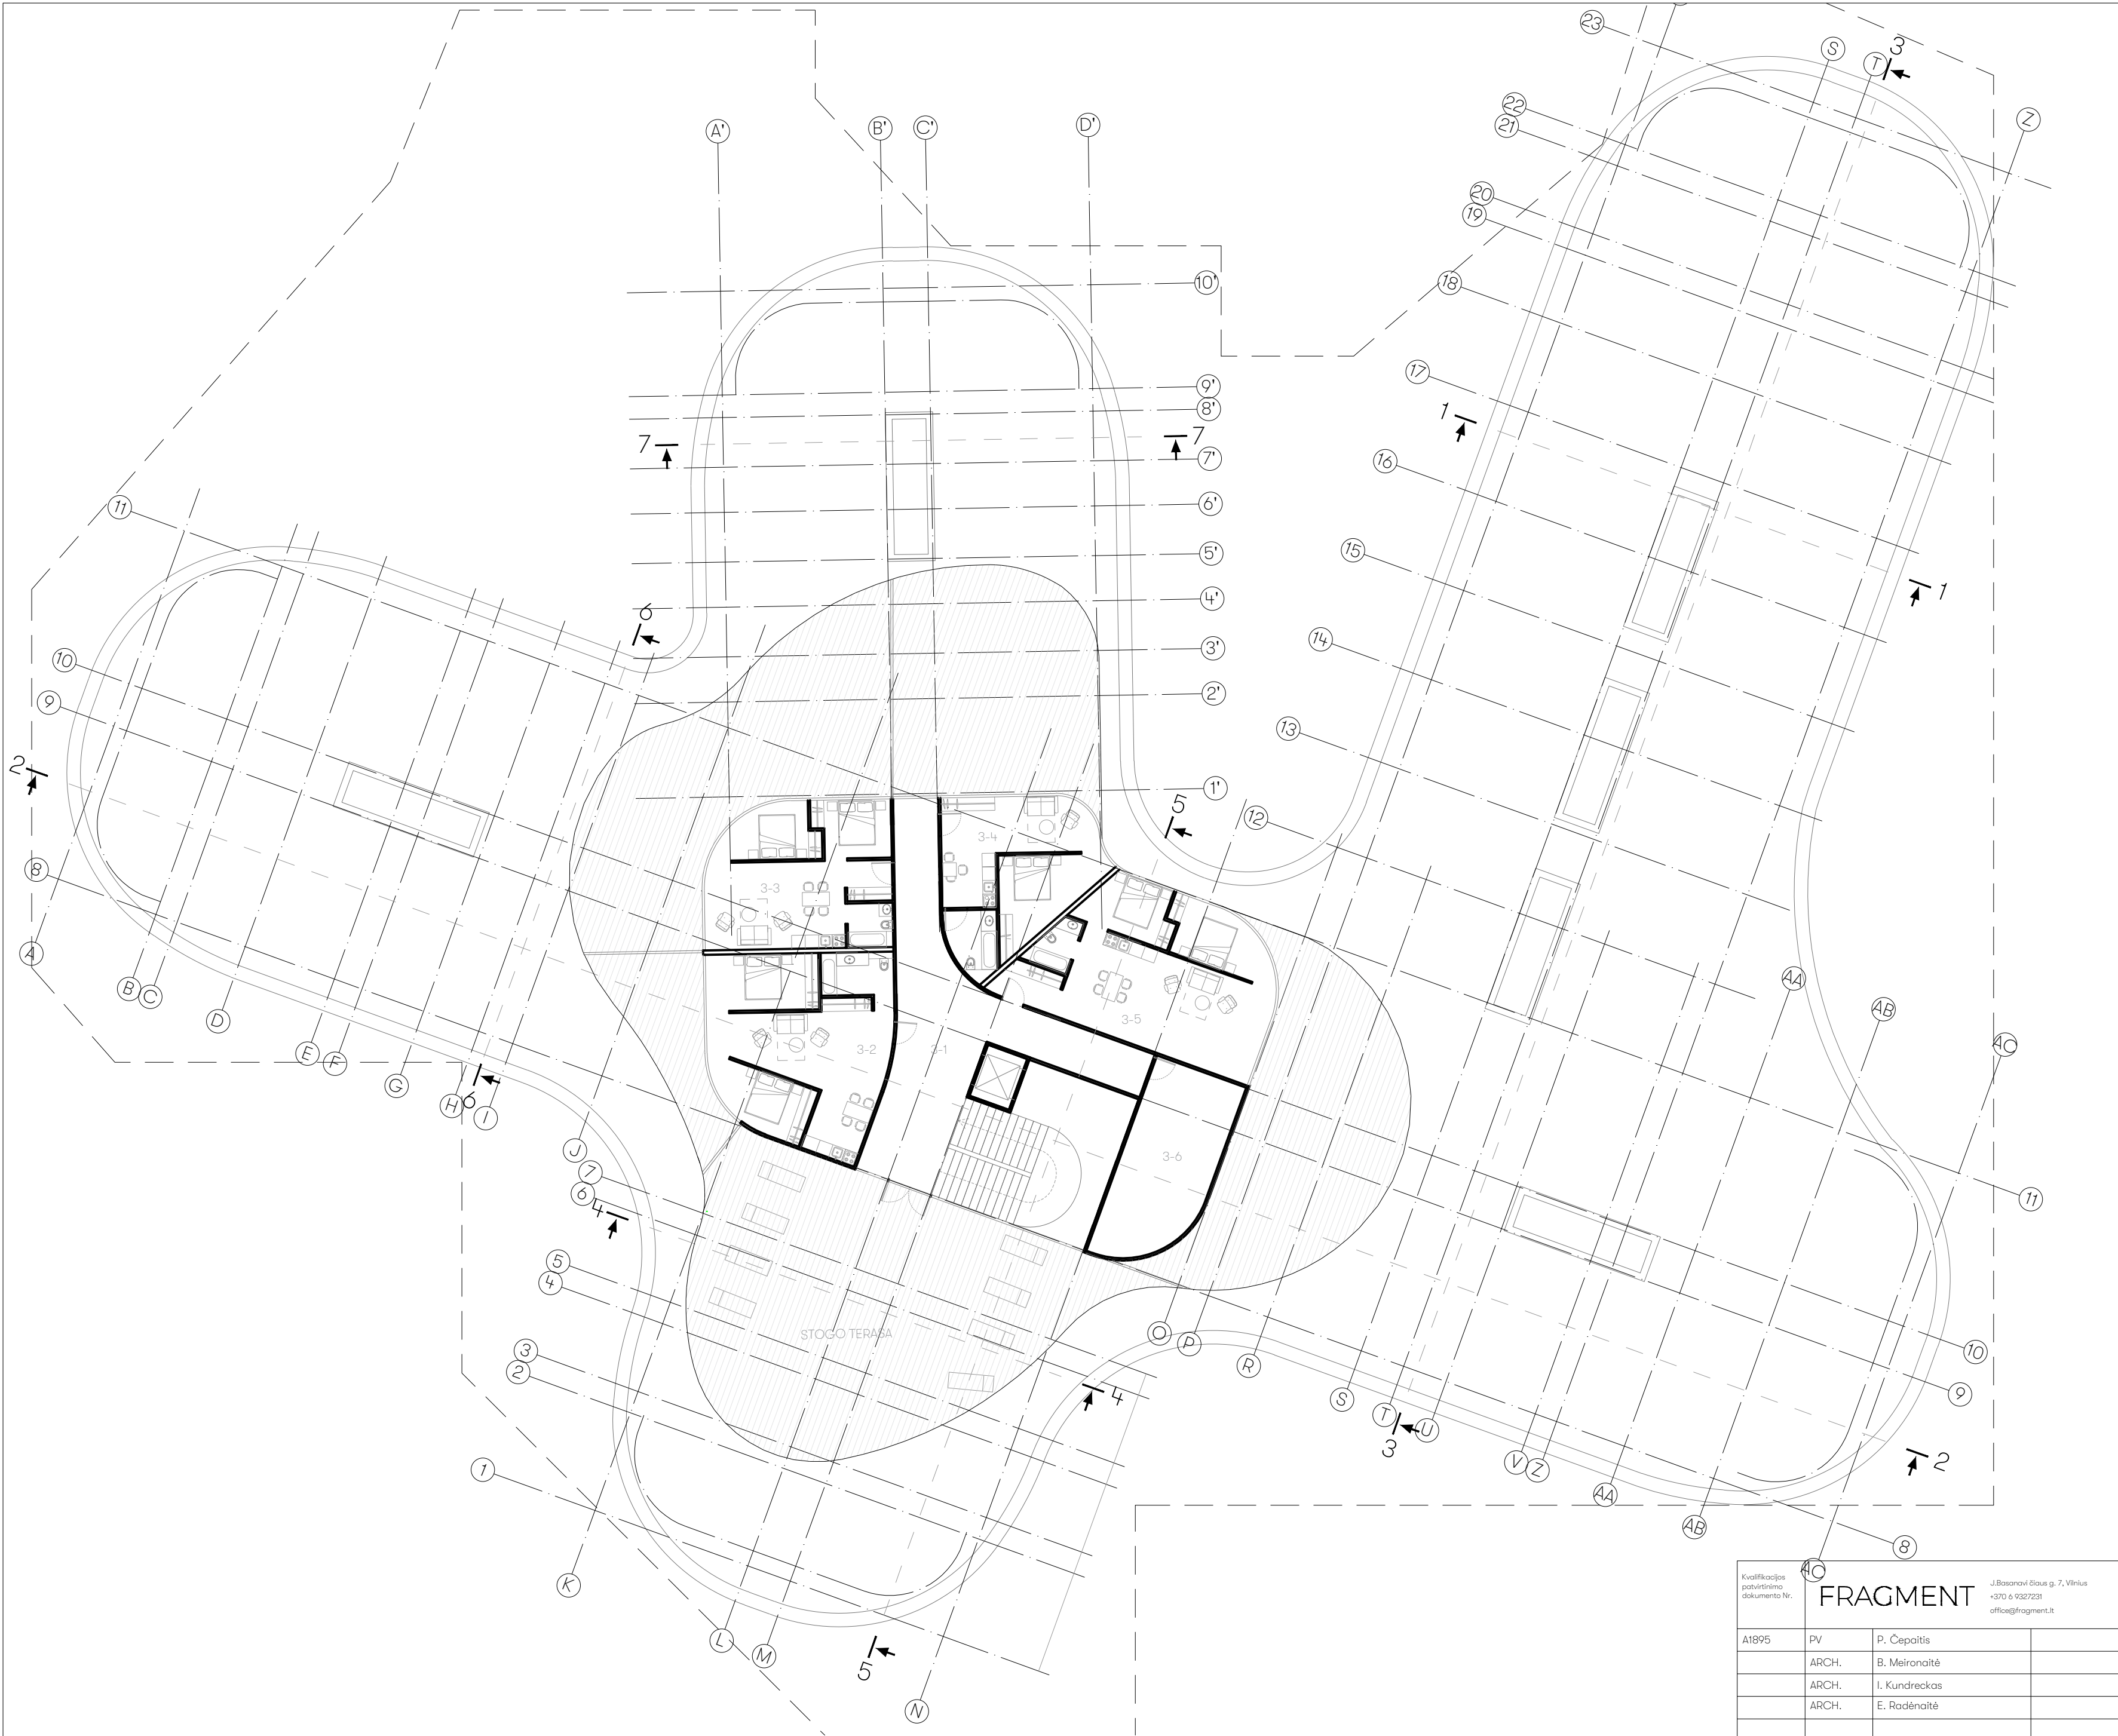 23
S
3
T
22
21
Z
A'
B'
C'
D'
20
19
10'
18
17
9'
8'
1
7
7
7'
16
6'
11
15
5'
1
4'
6
14
3'
10
2'
9
13
2
1'
5
12
3-4
8
3-3
A
AA
B
C
AB
D
3-5
AC
E
F
3-2
3-1
G
H
6
I
J
3-6
7
6
11
4
5
4
STOGO TERASA
O
P
3
10
2
R
4
9
S
T
U
3
1
V
Z
2
AA
AB
8
K
AC
L
M
5
N
Kvalifikacijos
patvirtinimo
dokumento Nr.
FRAGMENT
J.Basanavi čiaus g. 7, Vilnius
+370 6 9327231
office@fragment.lt
A1895 PV P. Čepaitis
ARCH. B. Meironaitė
ARCH. I. Kundreckas
ARCH. E. Radėnaitė